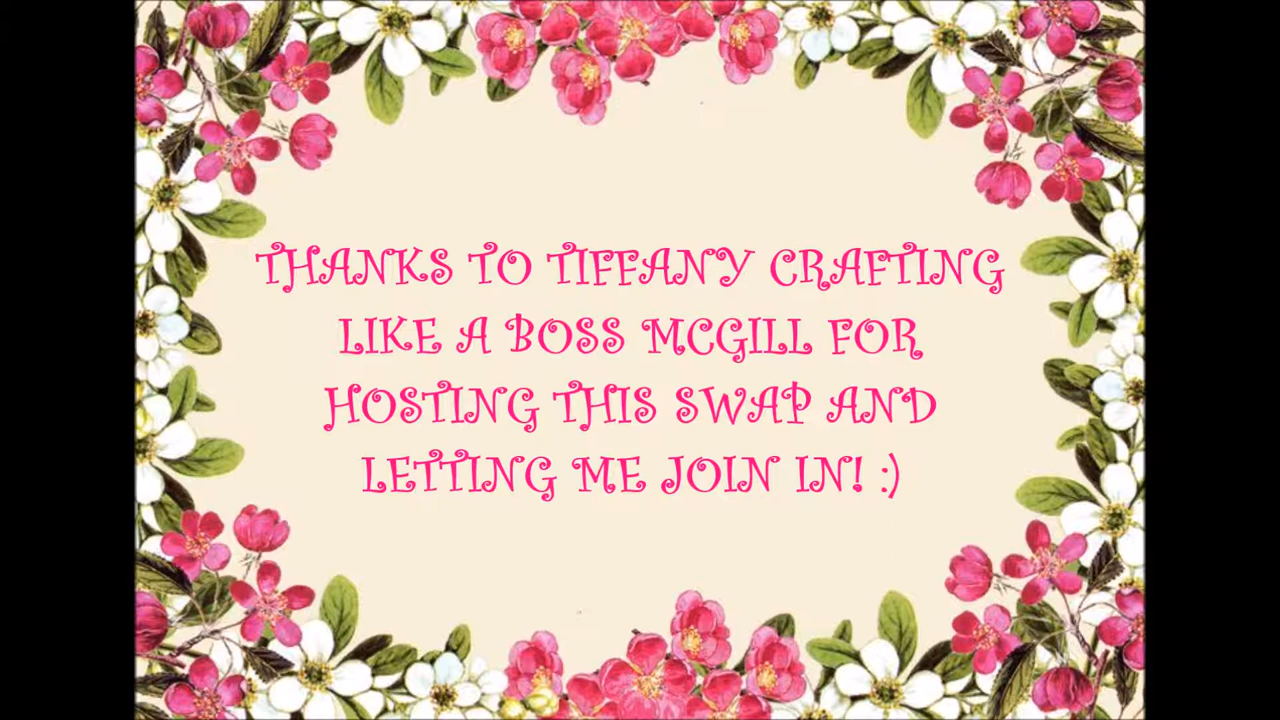 THANKS TO TIFFANY CRAFTING
LIKE A BOSS MCGILL FOR
HOSTING THIS SWAP AND
LETTING ME JOIN IN! :)